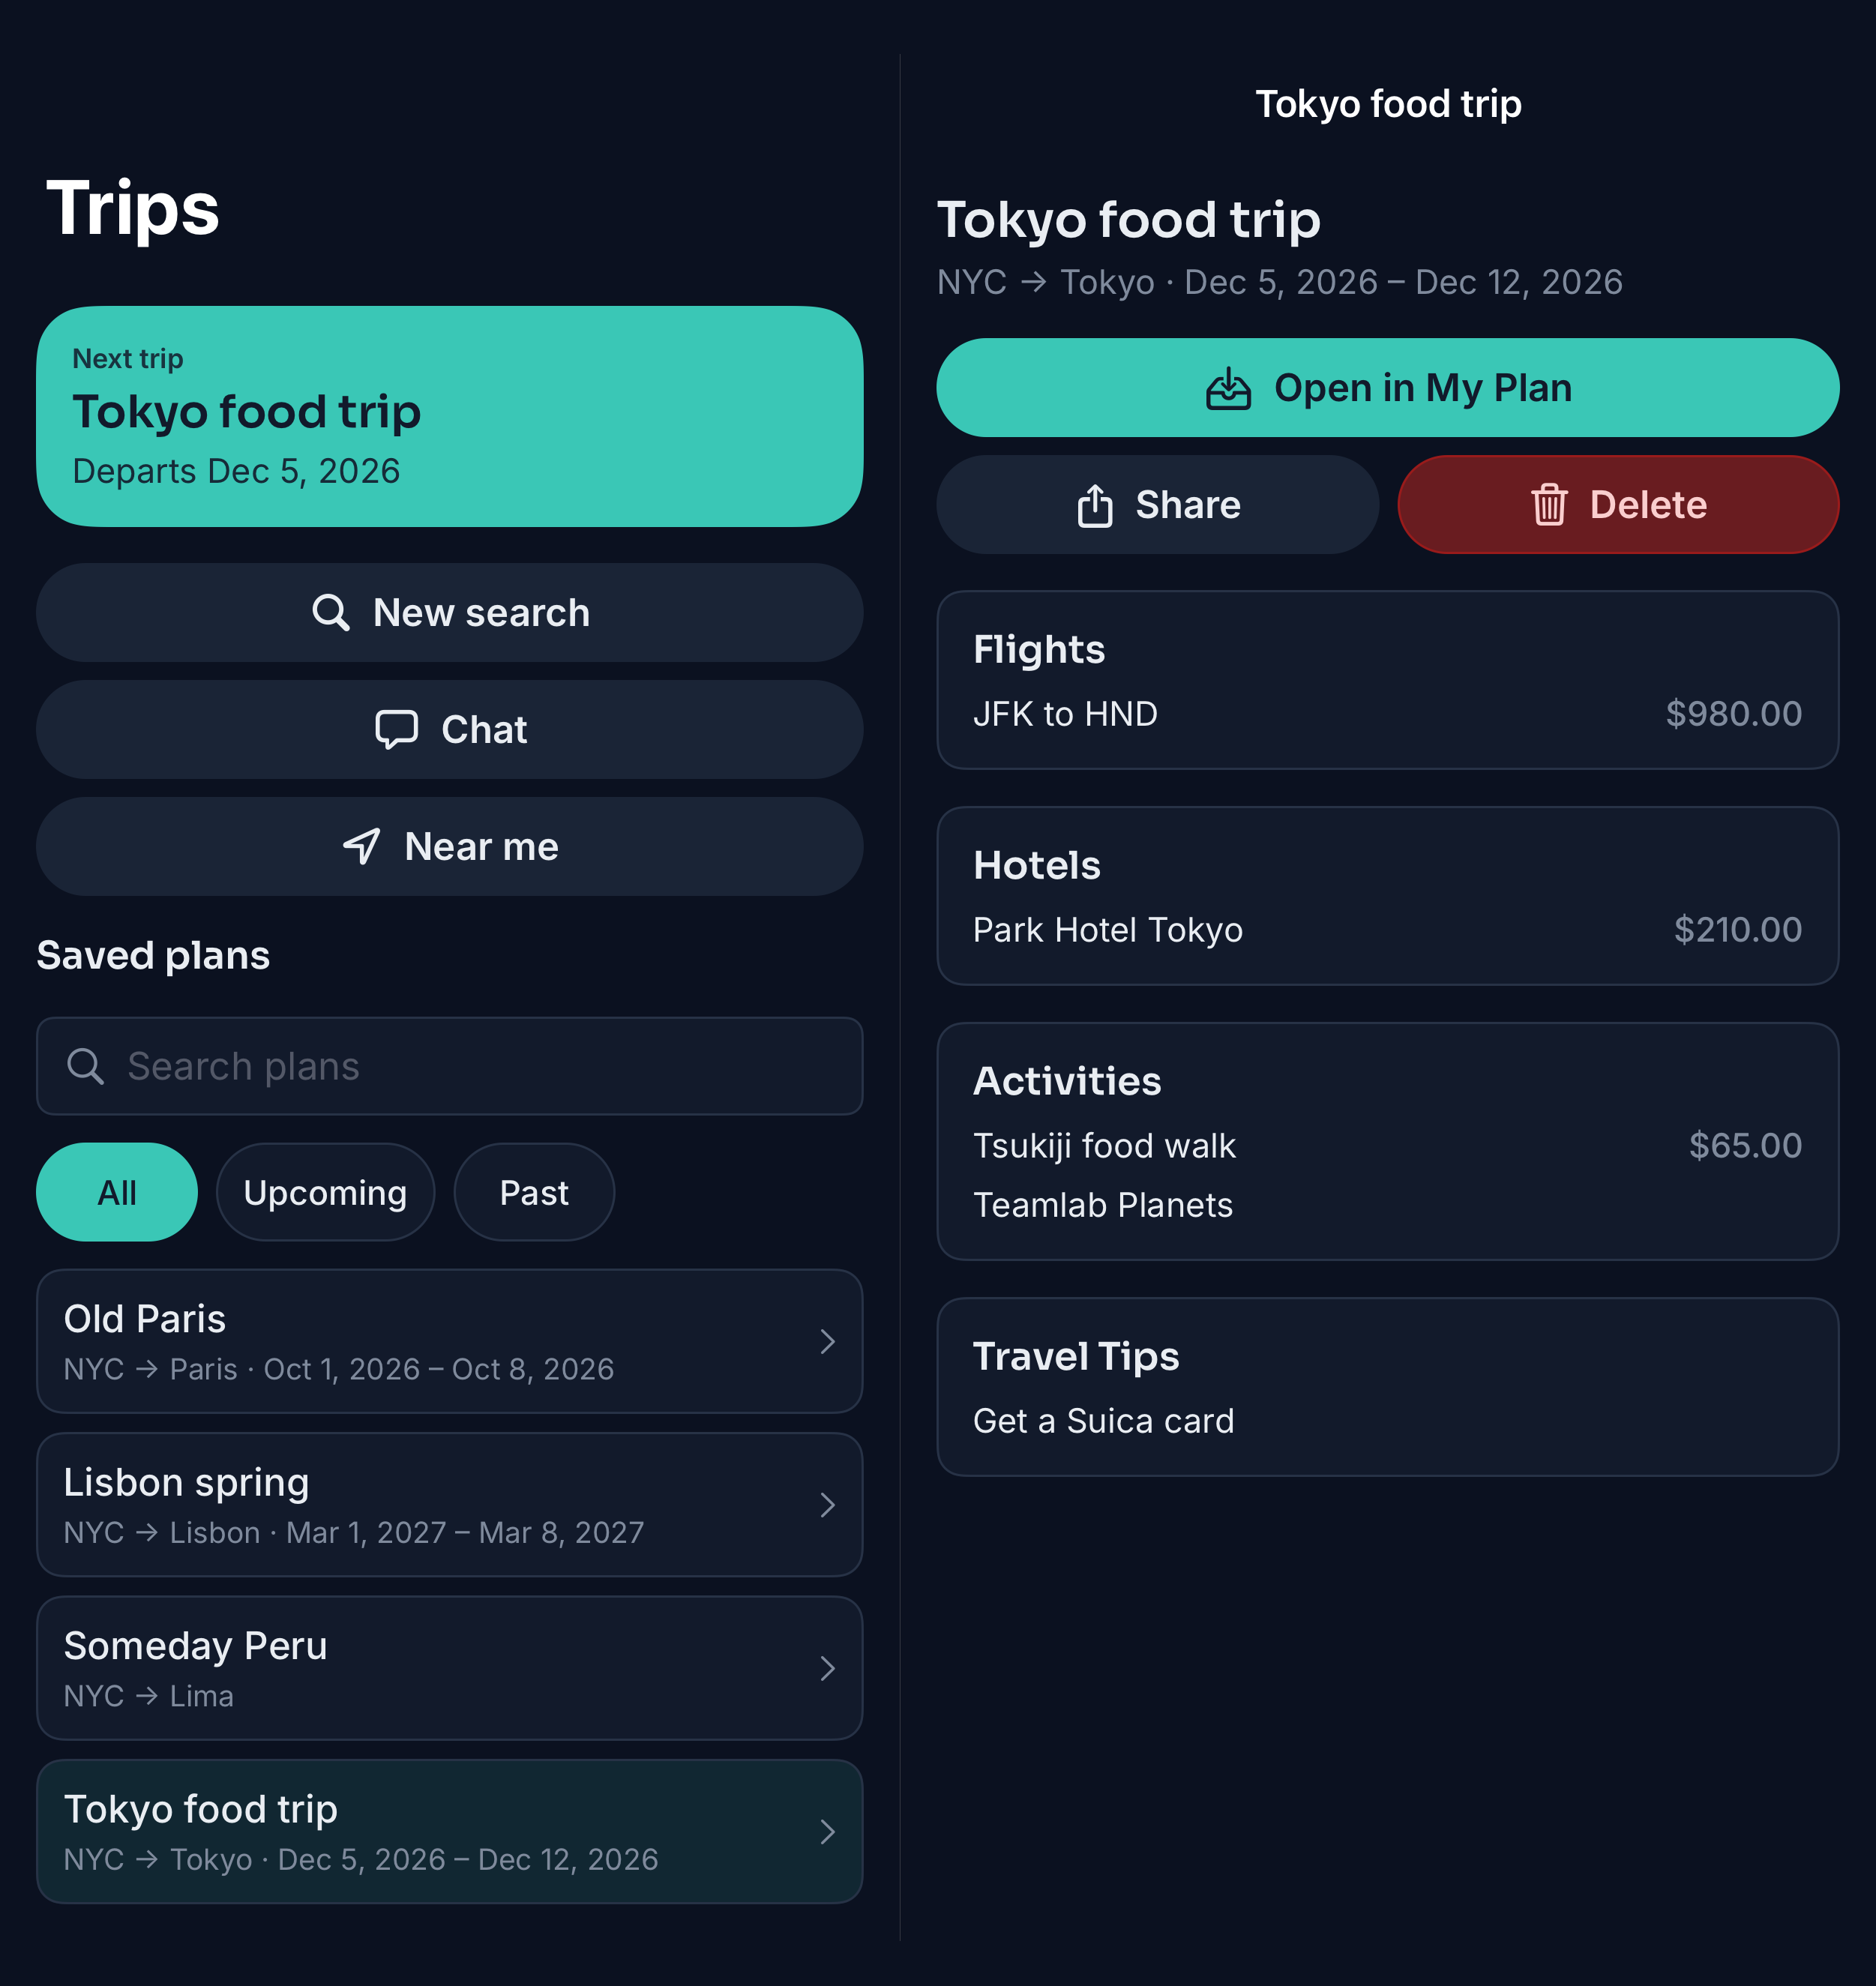 Trips
Next trip
Tokyo food trip
Departs Dec 5, 2026
New search
Chat
Near me
Saved plans
Search plans
All
Upcoming
Past
Old Paris
NYC → Paris · Oct 1, 2026 – Oct 8, 2026
Lisbon spring
NYC → Lisbon · Mar 1, 2027 – Mar 8, 2027
Someday Peru
NYC → Lima
Tokyo food trip
NYC → Tokyo · Dec 5, 2026 – Dec 12, 2026
Tokyo food trip
Tokyo food trip
NYC → Tokyo · Dec 5, 2026 – Dec 12, 2026
Open in My Plan
Share
Delete
Flights
JFK to HND $980.00
Hotels
Park Hotel Tokyo $210.00
Activities
Tsukiji food walk $65.00
Teamlab Planets
Travel Tips
Get a Suica card